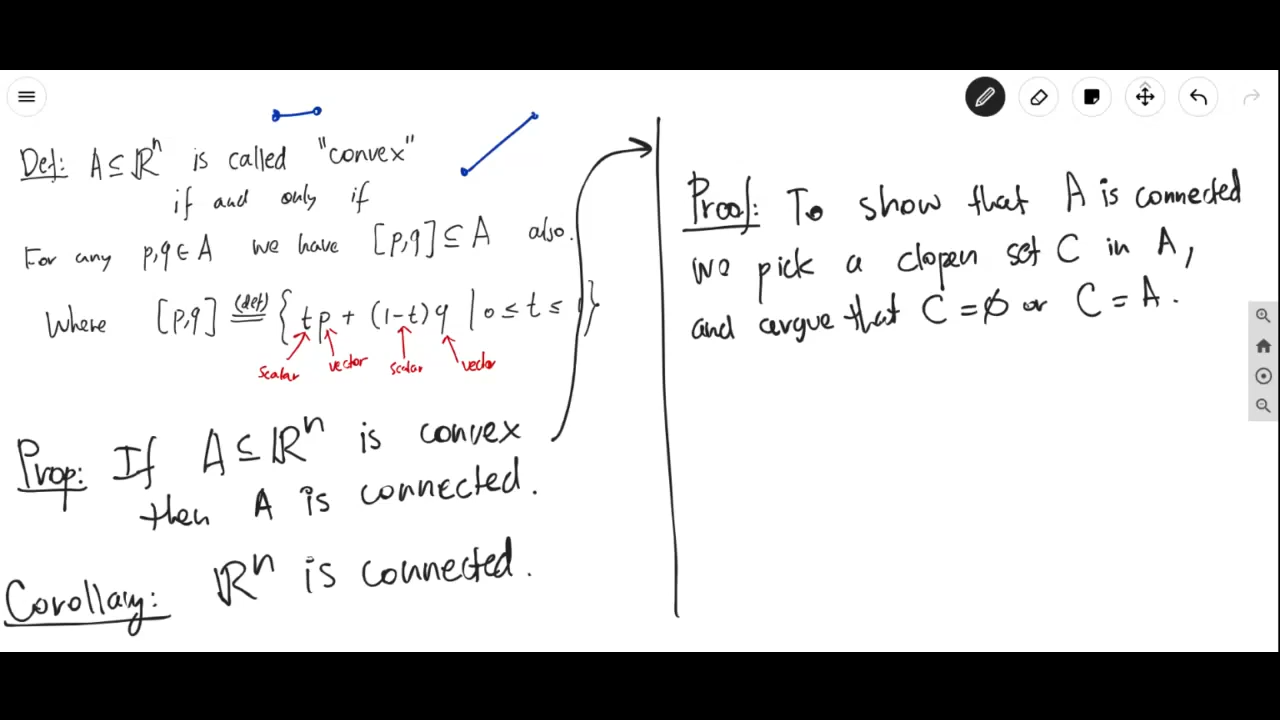 Def: A ⊆ ℝⁿ is called "convex"
if and only if
For any p,q ∈ A we have [p,q] ⊆ A also.
Where [p,q] (def) = { tp + (1-t) q | 0 ≤ t ≤ 1 }
scalar vector scalar vector
Prop: If A ⊆ ℝⁿ is convex
then A is connected.
Corollary: ℝⁿ is connected.
Proof: To show that A is connected
we pick a clopen set C in A,
and argue that C = ∅ or C = A.